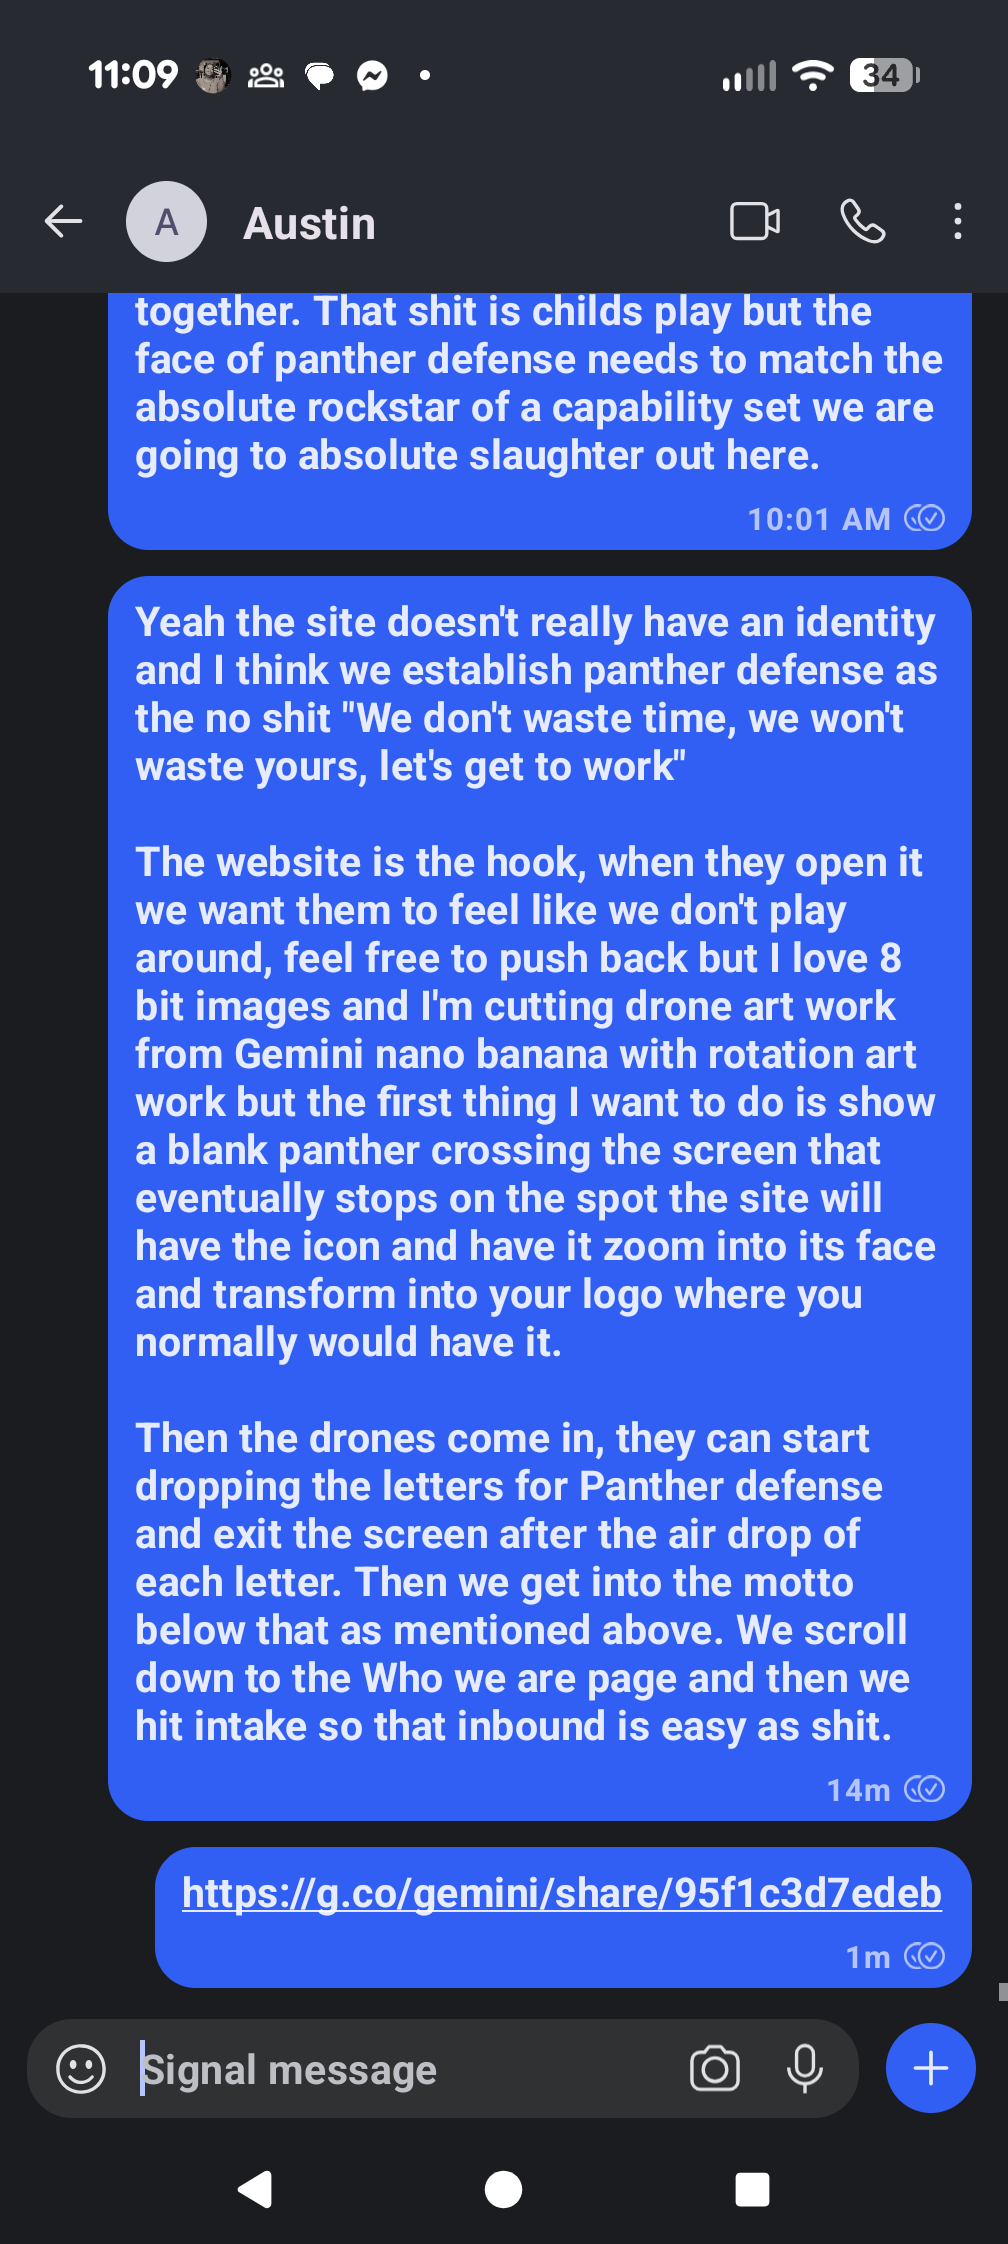 11:09
34
A
Austin
together. That shit is childs play but the
face of panther defense needs to match the
absolute rockstar of a capability set we are
going to absolute slaughter out here.
10:01 AM
Yeah the site doesn't really have an identity
and I think we establish panther defense as
the no shit "We don't waste time, we won't
waste yours, let's get to work"
The website is the hook, when they open it
we want them to feel like we don't play
around, feel free to push back but I love 8
bit images and I'm cutting drone art work
from Gemini nano banana with rotation art
work but the first thing I want to do is show
a blank panther crossing the screen that
eventually stops on the spot the site will
have the icon and have it zoom into its face
and transform into your logo where you
normally would have it.
Then the drones come in, they can start
dropping the letters for Panther defense
and exit the screen after the air drop of
each letter. Then we get into the motto
below that as mentioned above. We scroll
down to the Who we are page and then we
hit intake so that inbound is easy as shit.
14m
https://g.co/gemini/share/95f1c3d7edeb
1m
Signal message